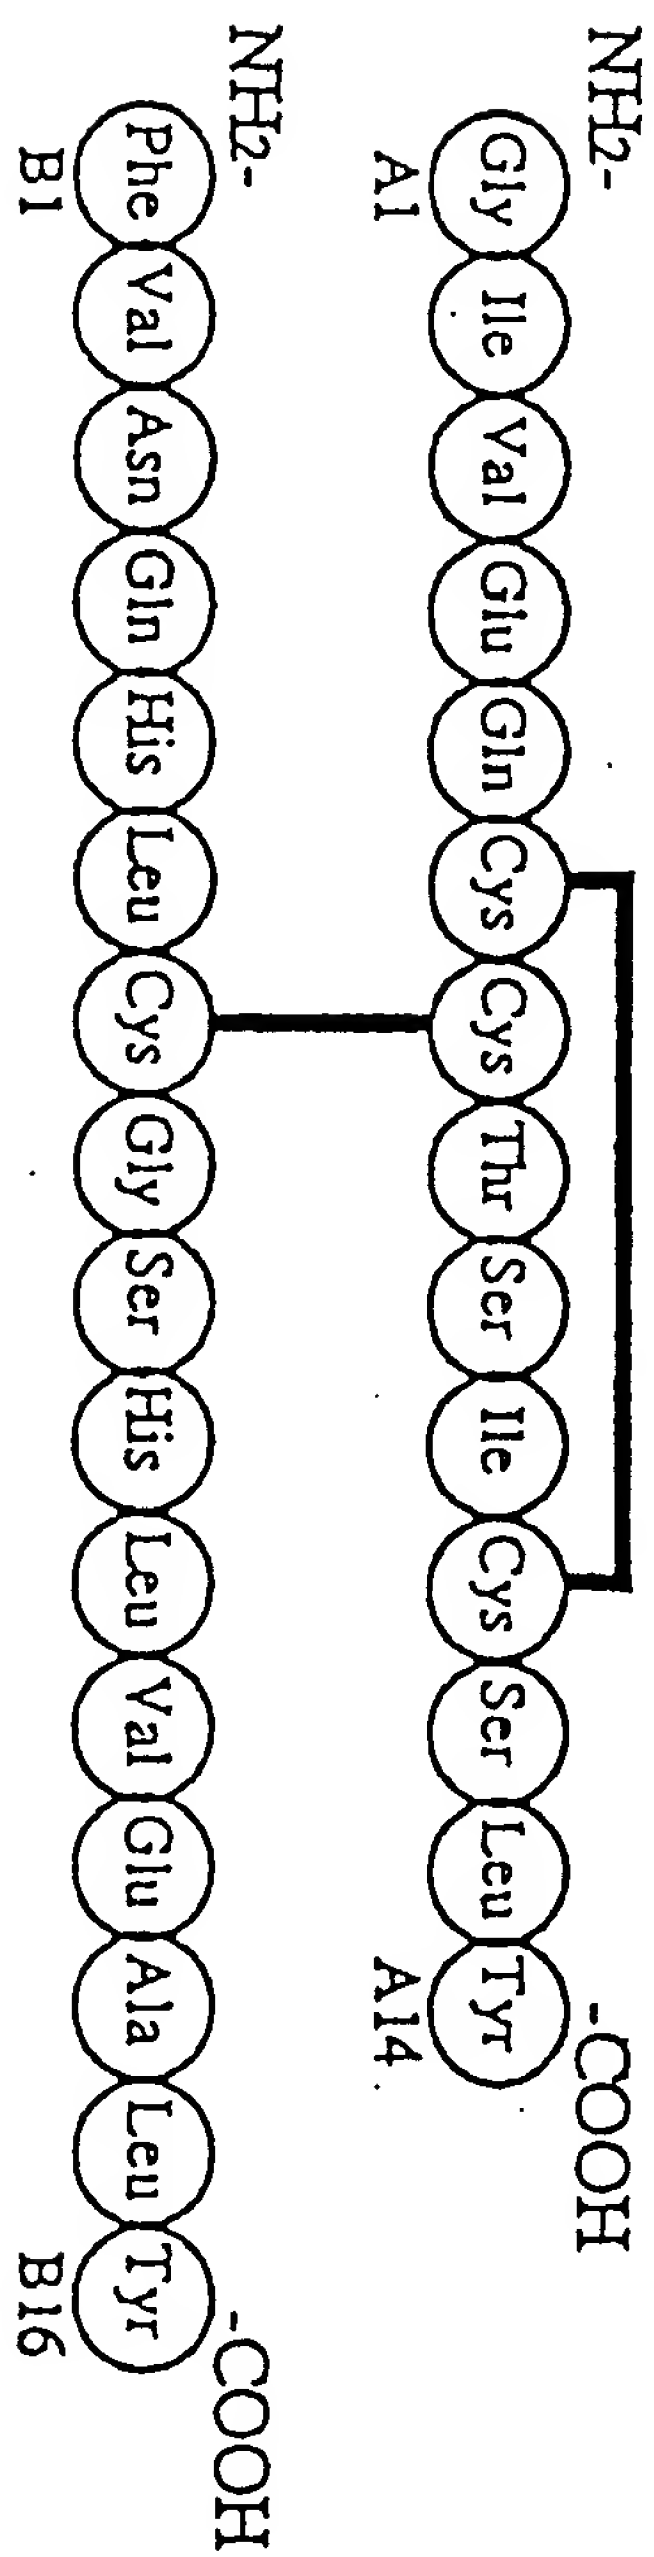 NH2-
Gly Ile Val Glu Gln Cys Cys Thr Ser Ile Cys Ser Leu Tyr
-COOH
A1
A14
NH2-
Phe Val Asn Gln His Leu Cys Gly Ser His Leu Val Glu Ala Leu Tyr
-COOH
B1
B16